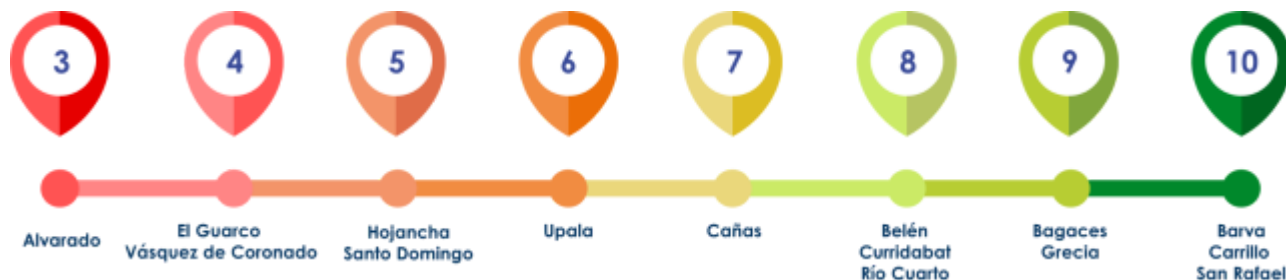 3
4
5
6
7
8
9
10
Alvarado
El Guarco
Vásquez de Coronado
Hojancha
Santo Domingo
Upala
Cañas
Belén
Curridabat
Río Cuarto
Bagaces
Grecia
Barva
Carrillo
San Rafael